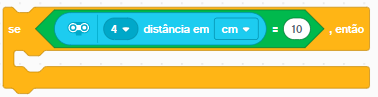 se 4 distância em cm = 10 , então